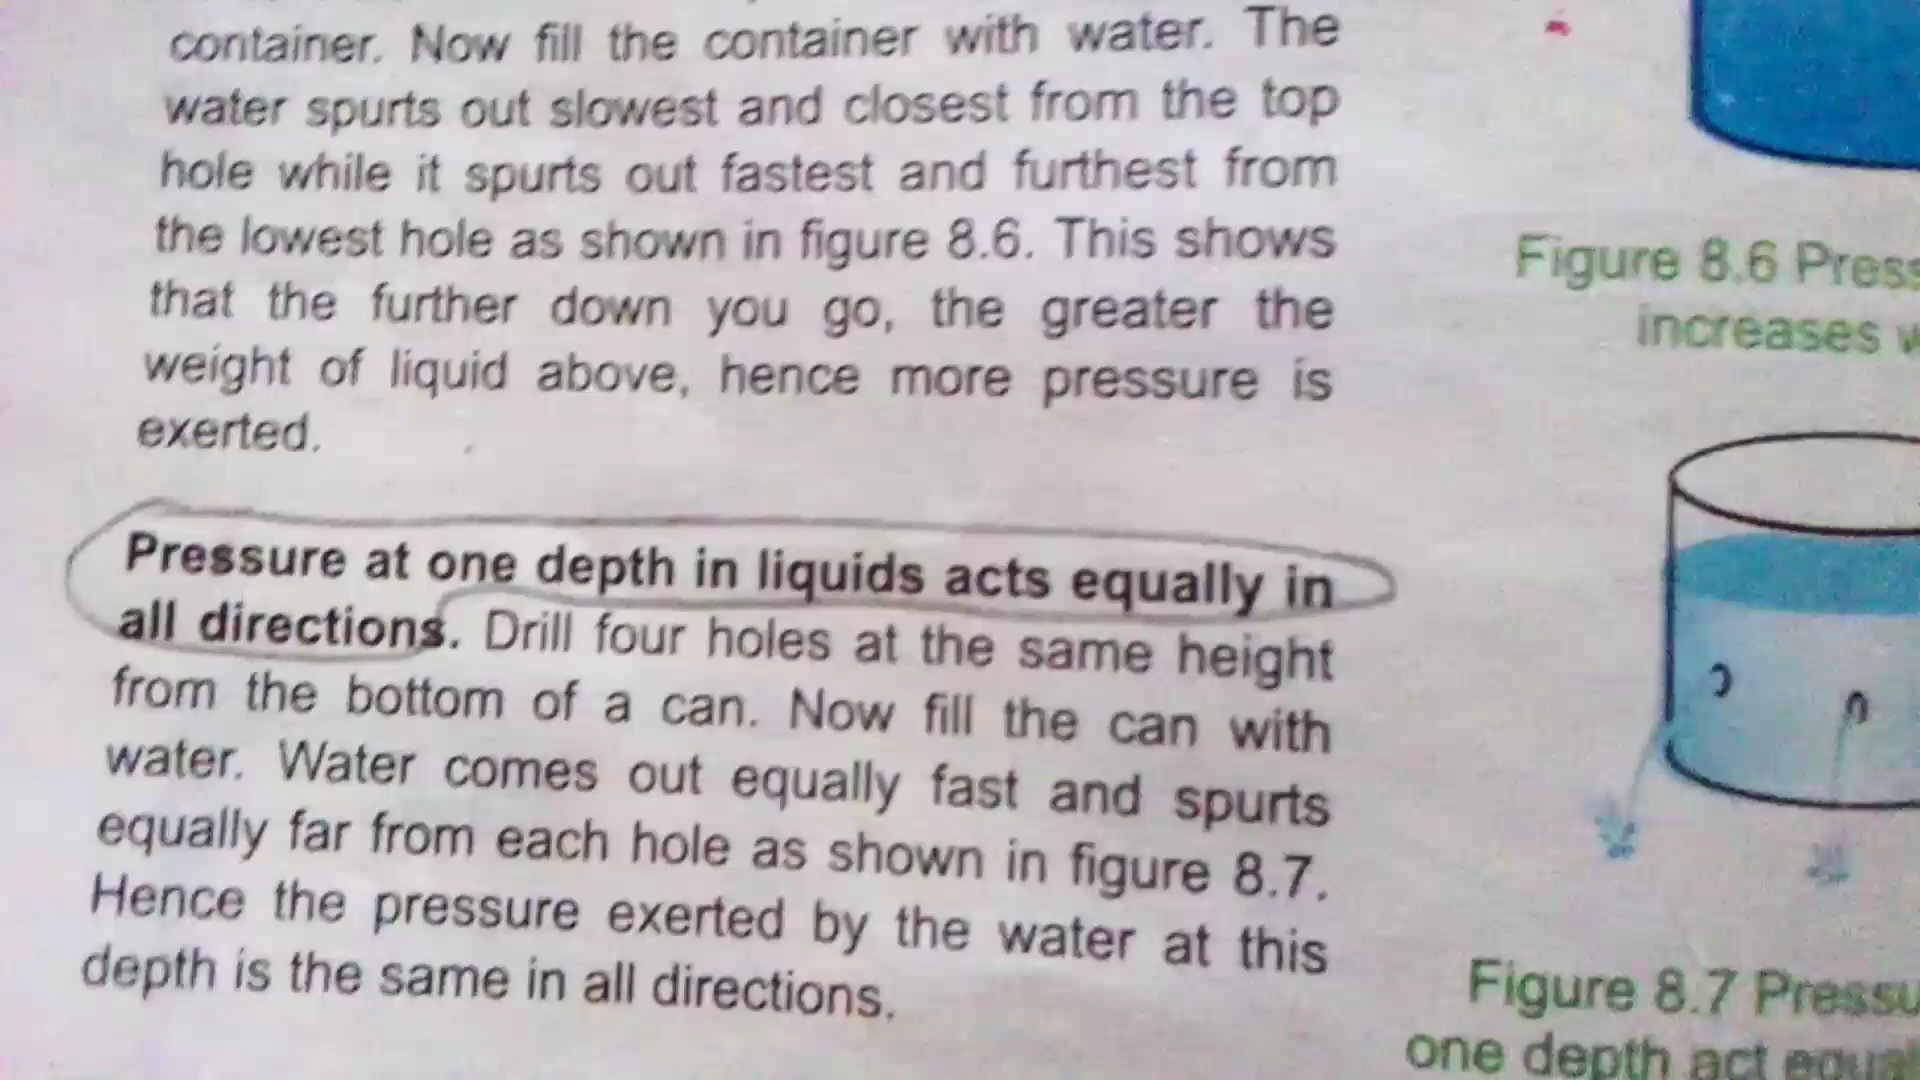 container. Now fill the container with water. The
water spurts out slowest and closest from the top
hole while it spurts out fastest and furthest from
the lowest hole as shown in figure 8.6. This shows
that the further down you go, the greater the
weight of liquid above, hence more pressure is
exerted.
Pressure at one depth in liquids acts equally in
all directions. Drill four holes at the same height
from the bottom of a can. Now fill the can with
water. Water comes out equally fast and spurts
equally far from each hole as shown in figure 8.7.
Hence the pressure exerted by the water at this
depth is the same in all directions.
Figure 8.6 Press
increases
Figure 8.7 Pressu
one depth act equal